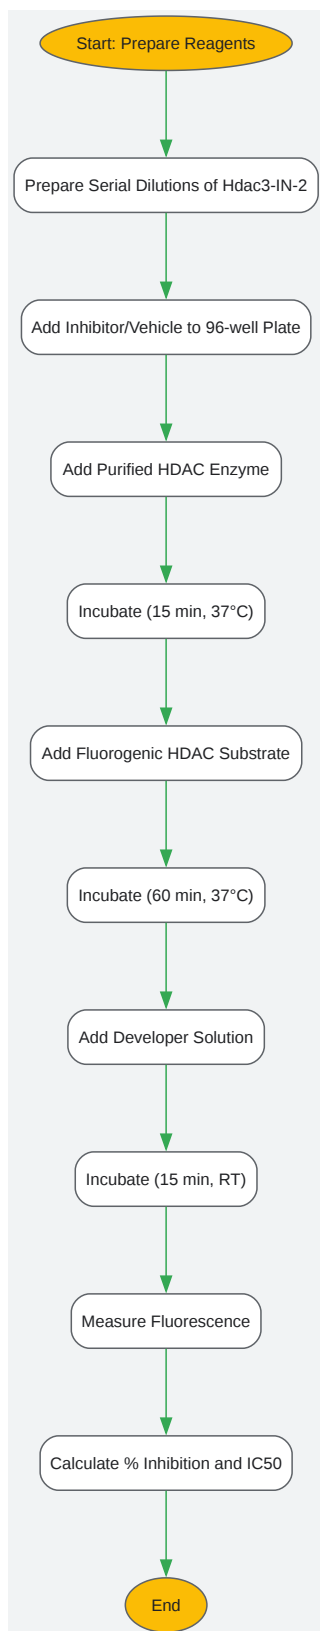 Start: Prepare Reagents
Prepare Serial Dilutions of Hdac3-IN-2
Add Inhibitor/Vehicle to 96-well Plate
Add Purified HDAC Enzyme
Incubate (15 min, 37°C)
Add Fluorogenic HDAC Substrate
Incubate (60 min, 37°C)
Add Developer Solution
Incubate (15 min, RT)
Measure Fluorescence
Calculate % Inhibition and IC50
End